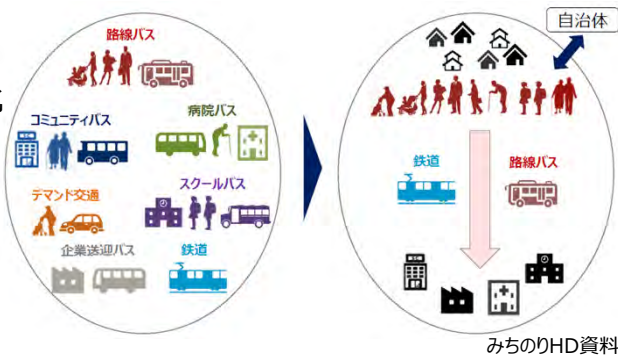 路線バス
コミュニティバス
病院バス
デマンド交通
スクールバス
企業送迎バス
鉄道
自治体
鉄道
路線バス
みちのりHD資料